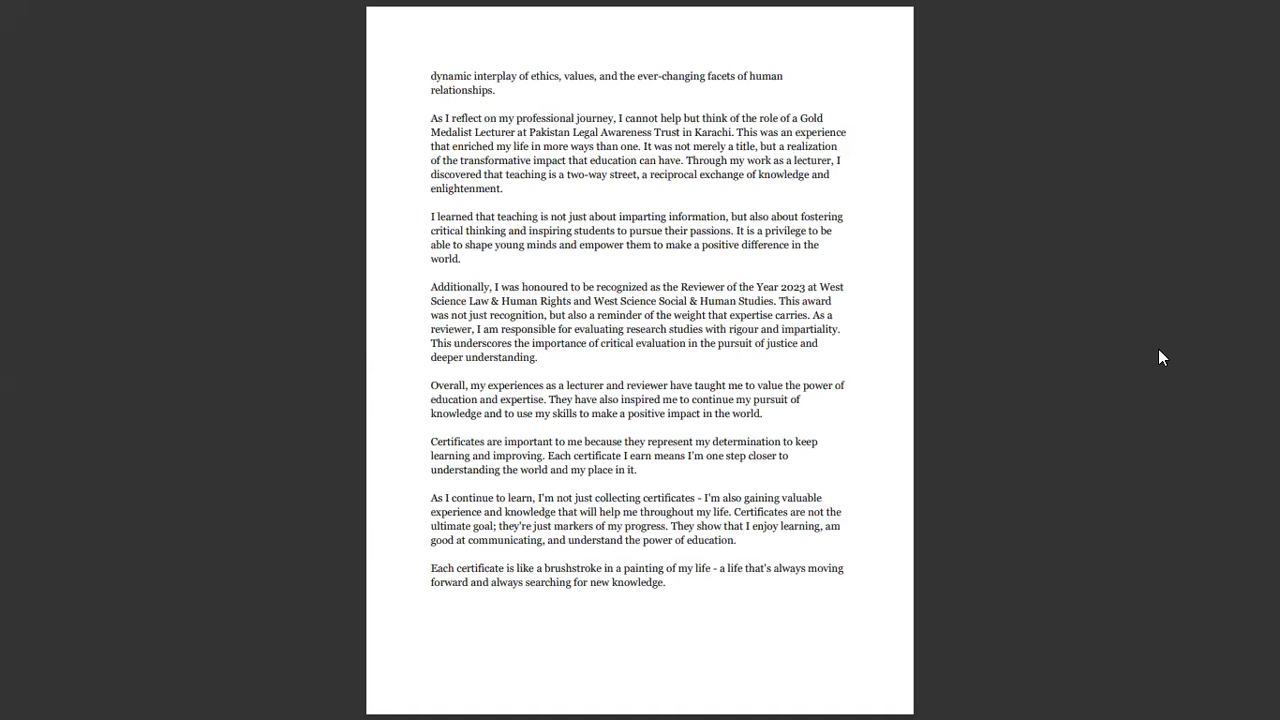 dynamic interplay of ethics, values, and the ever-changing facets of human
relationships.
As I reflect on my professional journey, I cannot help but think of the role of a Gold
Medalist Lecturer at Pakistan Legal Awareness Trust in Karachi. This was an experience
that enriched my life in more ways than one. It was not merely a title, but a realization
of the transformative impact that education can have. Through my work as a lecturer, I
discovered that teaching is a two-way street, a reciprocal exchange of knowledge and
enlightenment.
I learned that teaching is not just about imparting information, but also about fostering
critical thinking and inspiring students to pursue their passions. It is a privilege to be
able to shape young minds and empower them to make a positive difference in the
world.
Additionally, I was honoured to be recognized as the Reviewer of the Year 2023 at West
Science Law & Human Rights and West Science Social & Human Studies. This award
was not just recognition, but also a reminder of the weight that expertise carries. As a
reviewer, I am responsible for evaluating research studies with rigour and impartiality.
This underscores the importance of critical evaluation in the pursuit of justice and
deeper understanding.
Overall, my experiences as a lecturer and reviewer have taught me to value the power of
education and expertise. They have also inspired me to continue my pursuit of
knowledge and to use my skills to make a positive impact in the world.
Certificates are important to me because they represent my determination to keep
learning and improving. Each certificate I earn means I'm one step closer to
understanding the world and my place in it.
As I continue to learn, I'm not just collecting certificates - I'm also gaining valuable
experience and knowledge that will help me throughout my life. Certificates are not the
ultimate goal; they're just markers of my progress. They show that I enjoy learning, am
good at communicating, and understand the power of education.
Each certificate is like a brushstroke in a painting of my life - a life that's always moving
forward and always searching for new knowledge.